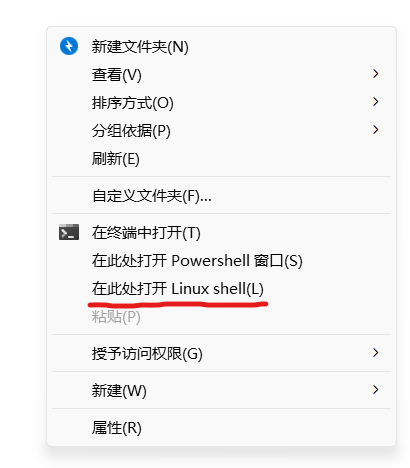 新建文件夹(N)
查看(V)
排序方式(O)
分组依据(P)
刷新(E)
自定义文件夹(F)...
在终端中打开(T)
在此处打开 Powershell 窗口(S)
在此处打开 Linux shell(L)
粘贴(P)
授予访问权限(G)
新建(W)
属性(R)